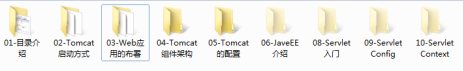 01-目录介
绍
02-Tomcat
启动方式
03-Web应
用的布署
04-Tomcat
组件架构
05-Tomcat
的配置
06-JaveEE
介绍
08-Servlet
入门
09-Servlet
Config
10-Servlet
Context